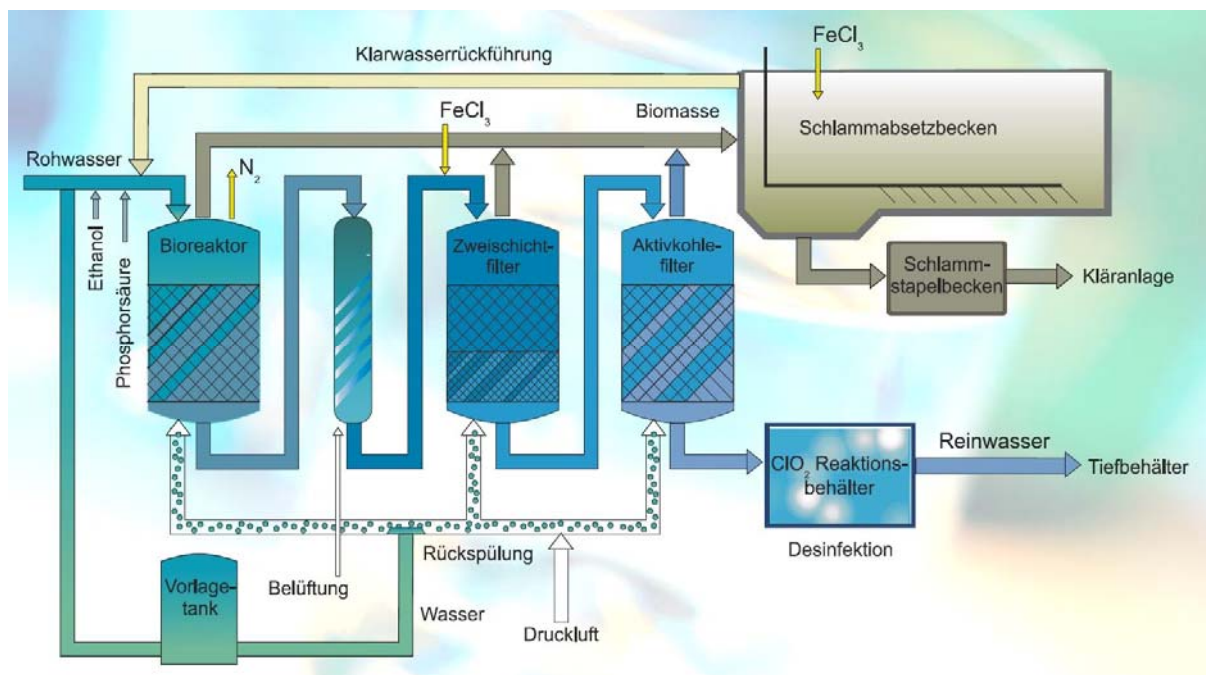 FeCl3
Klarwasserrückführung
FeCl3
Biomasse
Schlammabsetzbecken
Rohwasser
N2
Ethanol
Phosphorsäure
Bioreaktor
Zweischicht-
filter
Aktivkohle-
filter
Schlamm-
stapelbecken
Kläranlage
ClO2 Reaktions-
behälter
Reinwasser
Tiefbehälter
Desinfektion
Rückspülung
Belüftung
Vorlage-
tank
Wasser
Druckluft